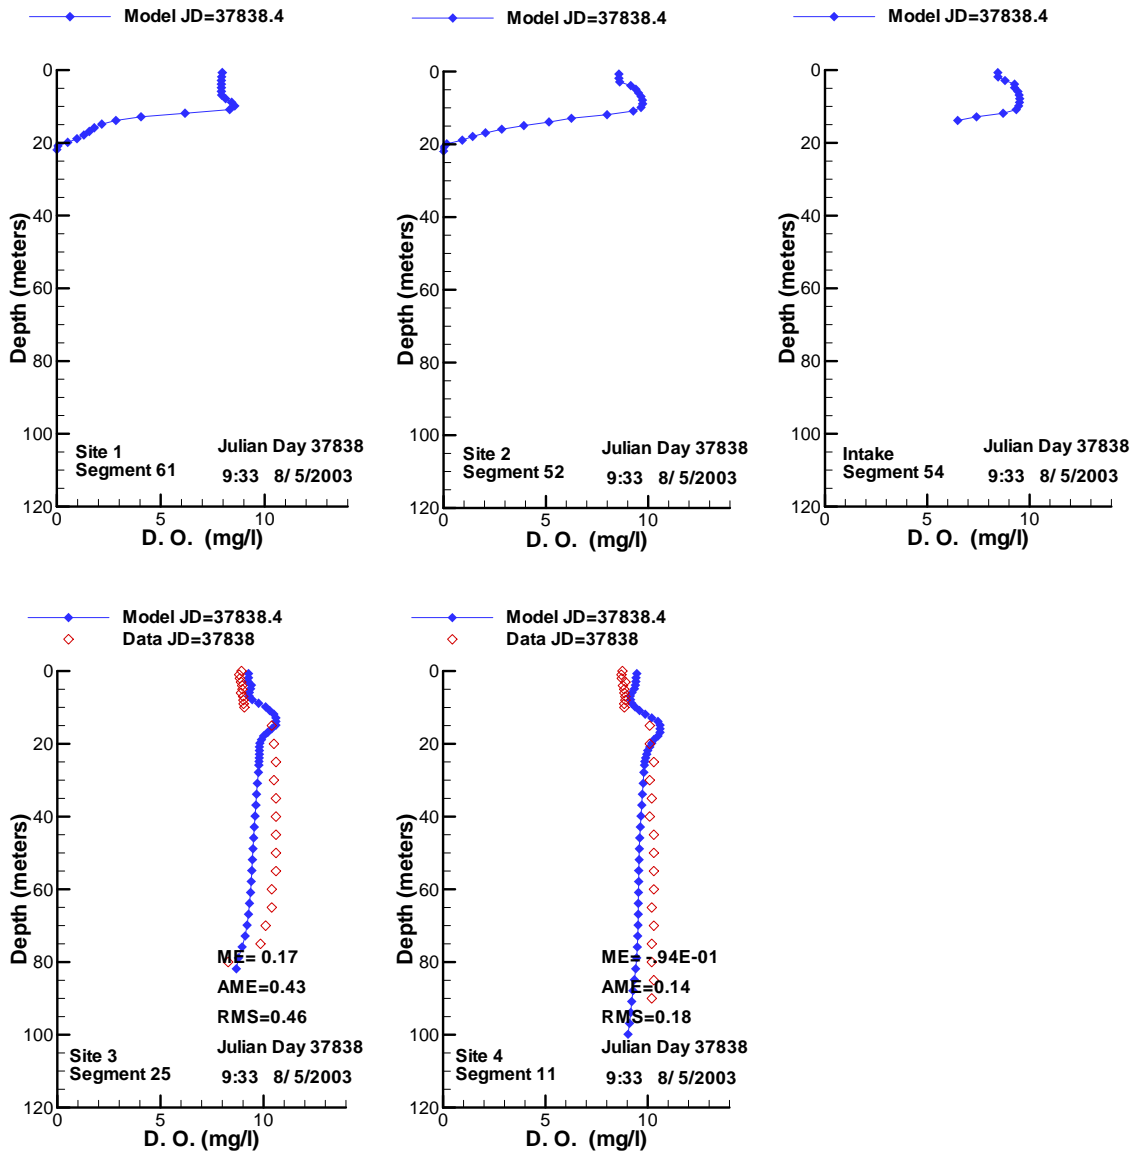 Model JD=37838.4
0
20
40
60
80
100
120
Depth (meters)
Site 1
Segment 61
Julian Day 37838
9:33 8/ 5/2003
0 5 10
D. O. (mg/l)
Model JD=37838.4
0
20
40
60
80
100
120
Depth (meters)
Site 2
Segment 52
Julian Day 37838
9:33 8/ 5/2003
0 5 10
D. O. (mg/l)
Model JD=37838.4
0
20
40
60
80
100
120
Depth (meters)
Intake
Segment 54
Julian Day 37838
9:33 8/ 5/2003
0 5 10
D. O. (mg/l)
Model JD=37838.4
Data JD=37838
0
20
40
60
80
100
120
Depth (meters)
ME= 0.17
AME=0.43
RMS=0.46
Site 3
Segment 25
Julian Day 37838
9:33 8/ 5/2003
0 5 10
D. O. (mg/l)
Model JD=37838.4
Data JD=37838
0
20
40
60
80
100
120
Depth (meters)
ME= -.94E-01
AME=0.14
RMS=0.18
Site 4
Segment 11
Julian Day 37838
9:33 8/ 5/2003
0 5 10
D. O. (mg/l)